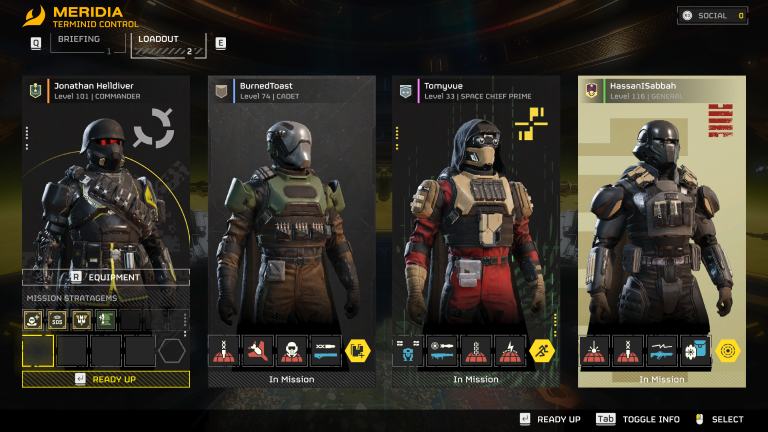 MERIDIA
TERMINID CONTROL
SOCIAL 0
Q BRIEFING 1 LOADOUT 2 E
Jonathan Helldiver
Level 101 | COMMANDER
BurnedToast
Level 74 | CADET
Tomyvue
Level 33 | SPACE CHIEF PRIME
HassanISabbah
Level 116 | GENERAL
R EQUIPMENT
MISSION STRATAGEMS
SOS
READY UP
In Mission
In Mission
In Mission
READY UP Tab TOGGLE INFO SELECT